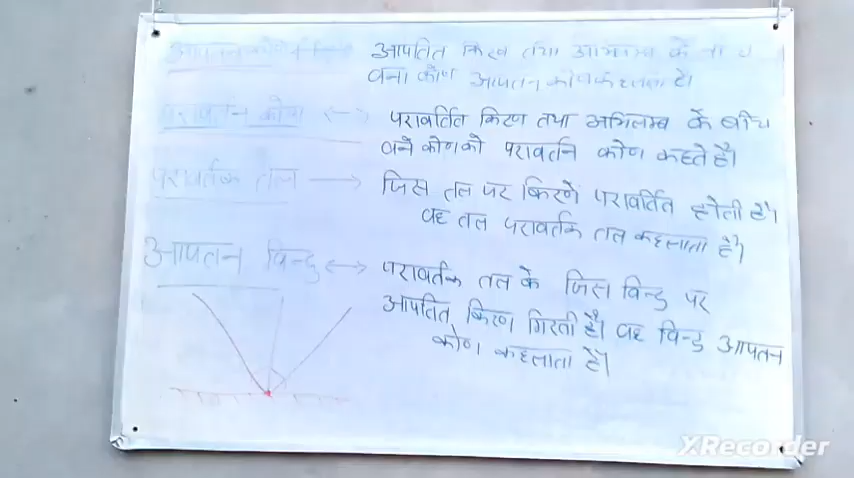 आपतन कोण
आपतित किरण तथा अभिलम्ब के
बना कोण आपतन कोण कहलाता है।
परावर्तन कोण ↔ परावर्तित किरण तथा अभिलम्ब के बीच
बने कोण को परावर्तन कोण कहते है।
परावर्तक तल → जिस तल पर किरणे परावर्तित होती है।
वह तल परावर्तक तल कहलाता है।
आपतन विन्दु ↔ परावर्तक तल के जिस विन्दु पर
आपतित किरण गिरती है। वह विन्दु आपतन
कोण कहलाता है।
XRecorder